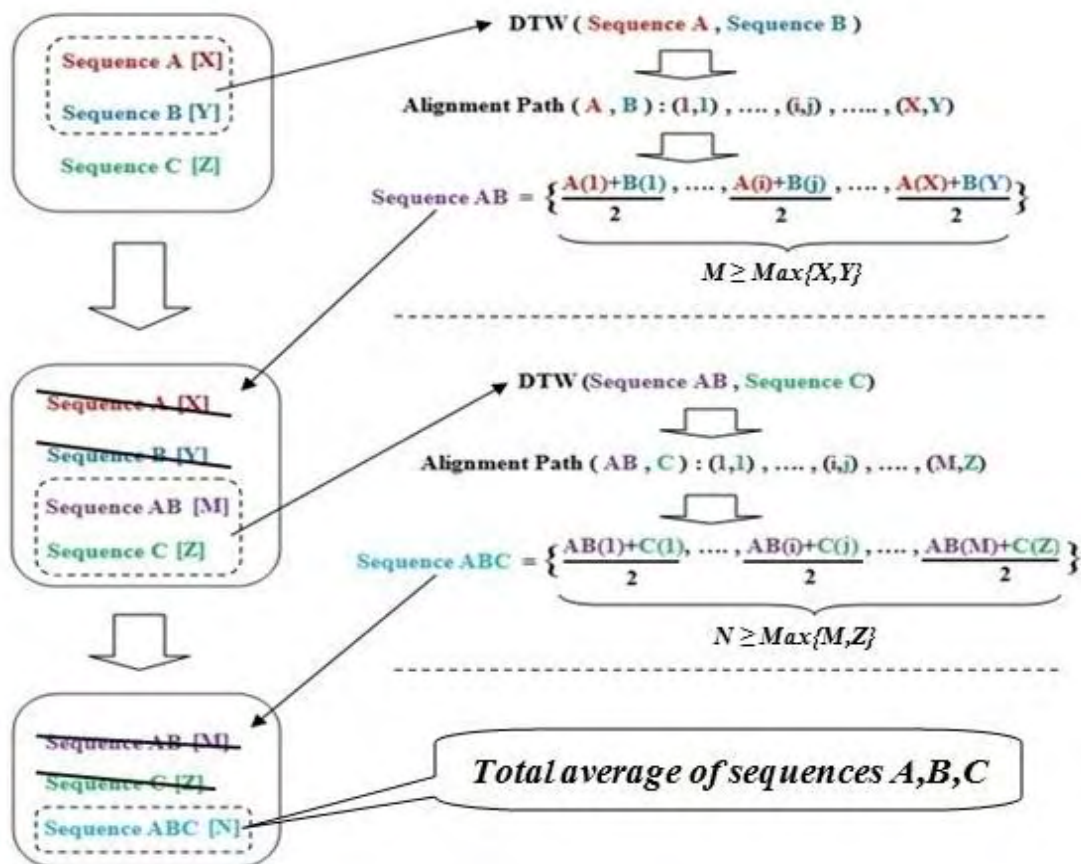 Sequence A [X]
Sequence B [Y]
Sequence C [Z]
DTW ( Sequence A , Sequence B )
Alignment Path ( A , B ) : (1,1) , .... , (i,j) , ..... , (X,Y)
Sequence AB = { A(1)+B(1) / 2 , .... , A(i)+B(j) / 2 , .... , A(X)+B(Y) / 2 }
M ≥ Max{X,Y}
Sequence A [X]
Sequence B [Y]
Sequence AB [M]
Sequence C [Z]
DTW (Sequence AB , Sequence C)
Alignment Path ( AB , C ) : (1,1) , .... , (i,j) , .... , (M,Z)
Sequence ABC = { AB(1)+C(1) / 2 , .... , AB(i)+C(j) / 2 , .... , AB(M)+C(Z) / 2 }
N ≥ Max{M,Z}
Sequence AB [M]
Sequence C [Z]
Sequence ABC [N]
Total average of sequences A,B,C